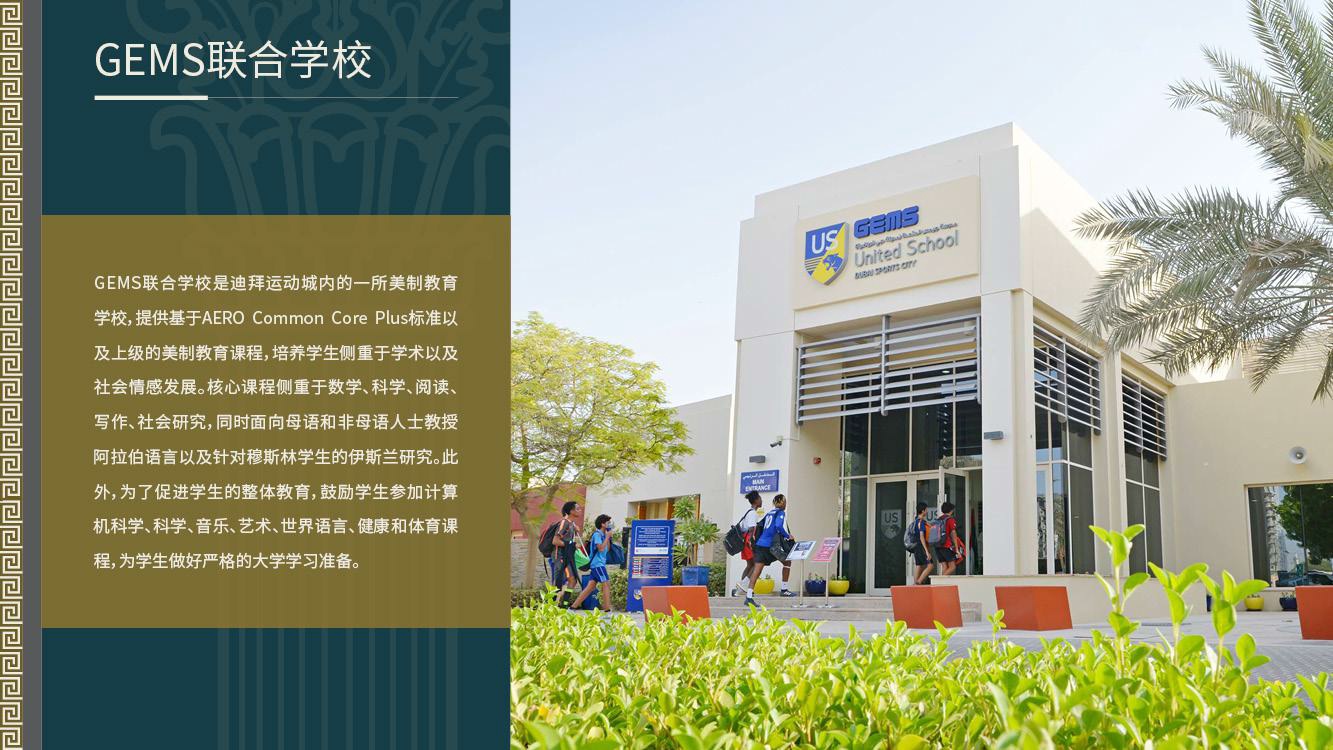 GEMS联合学校
GEMS联合学校是迪拜运动城内的一所美制教育
学校，提供基于AERO Common Core Plus标准以
及上级的美制教育课程，培养学生侧重于学术以及
社会情感发展。核心课程侧重于数学、科学、阅读、
写作、社会研究，同时面向母语和非母语人士教授
阿拉伯语言以及针对穆斯林学生的伊斯兰研究。此
外，为了促进学生的整体教育，鼓励学生参加计算
机科学、科学、音乐、艺术、世界语言、健康和体育课
程，为学生做好严格的大学学习准备。
US
GEMS
United School
DUBAI SPORTS CITY
MAIN
ENTRANCE
US
US